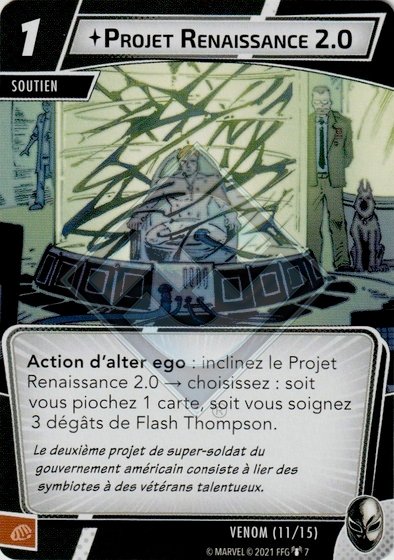 1
✦PROJET RENAISSANCE 2.0
SOUTIEN
Action d'alter ego : inclinez le Projet
Renaissance 2.0 → choisissez : soit
vous piochez 1 carte, soit vous soignez
3 dégâts de Flash Thompson.
Le deuxième projet de super-soldat du
gouvernement américain consiste à lier des
symbiotes à des vétérans talentueux.
VENOM (11/15)
© MARVEL © 2021 FFG 7